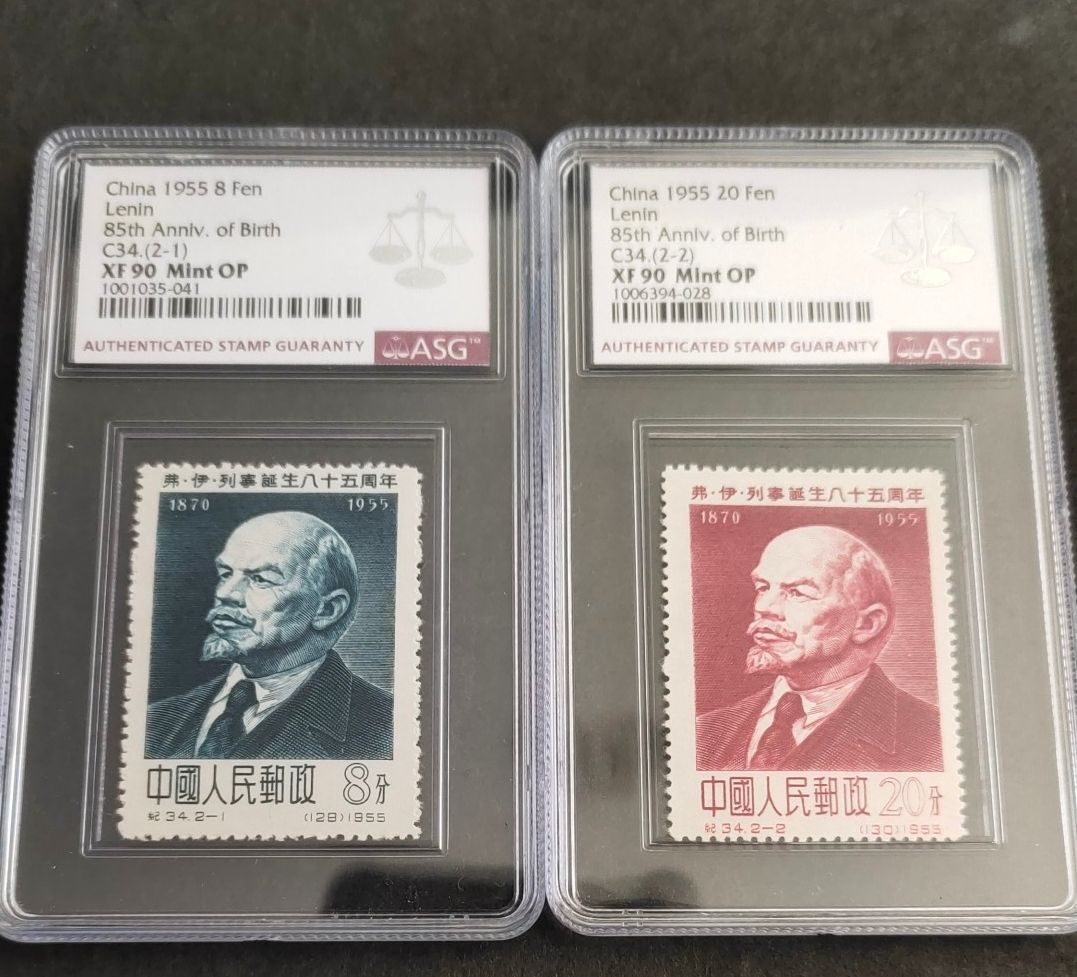 China 1955 8 Fen
Lenin
85th Anniv. of Birth
C34.(2-1)
XF 90 Mint OP
1001035-041
AUTHENTICATED STAMP GUARANTY
ASG™
弗·伊·列寧誕生八十五周年
1870 1955
中國人民郵政 8分
紀34.2-1 (128)1955
China 1955 20 Fen
Lenin
85th Anniv. of Birth
C34.(2-2)
XF 90 Mint OP
1006394-028
AUTHENTICATED STAMP GUARANTY
ASG™
弗·伊·列寧誕生八十五周年
1870 1955
中國人民郵政 20分
紀34.2-2 (130)1955